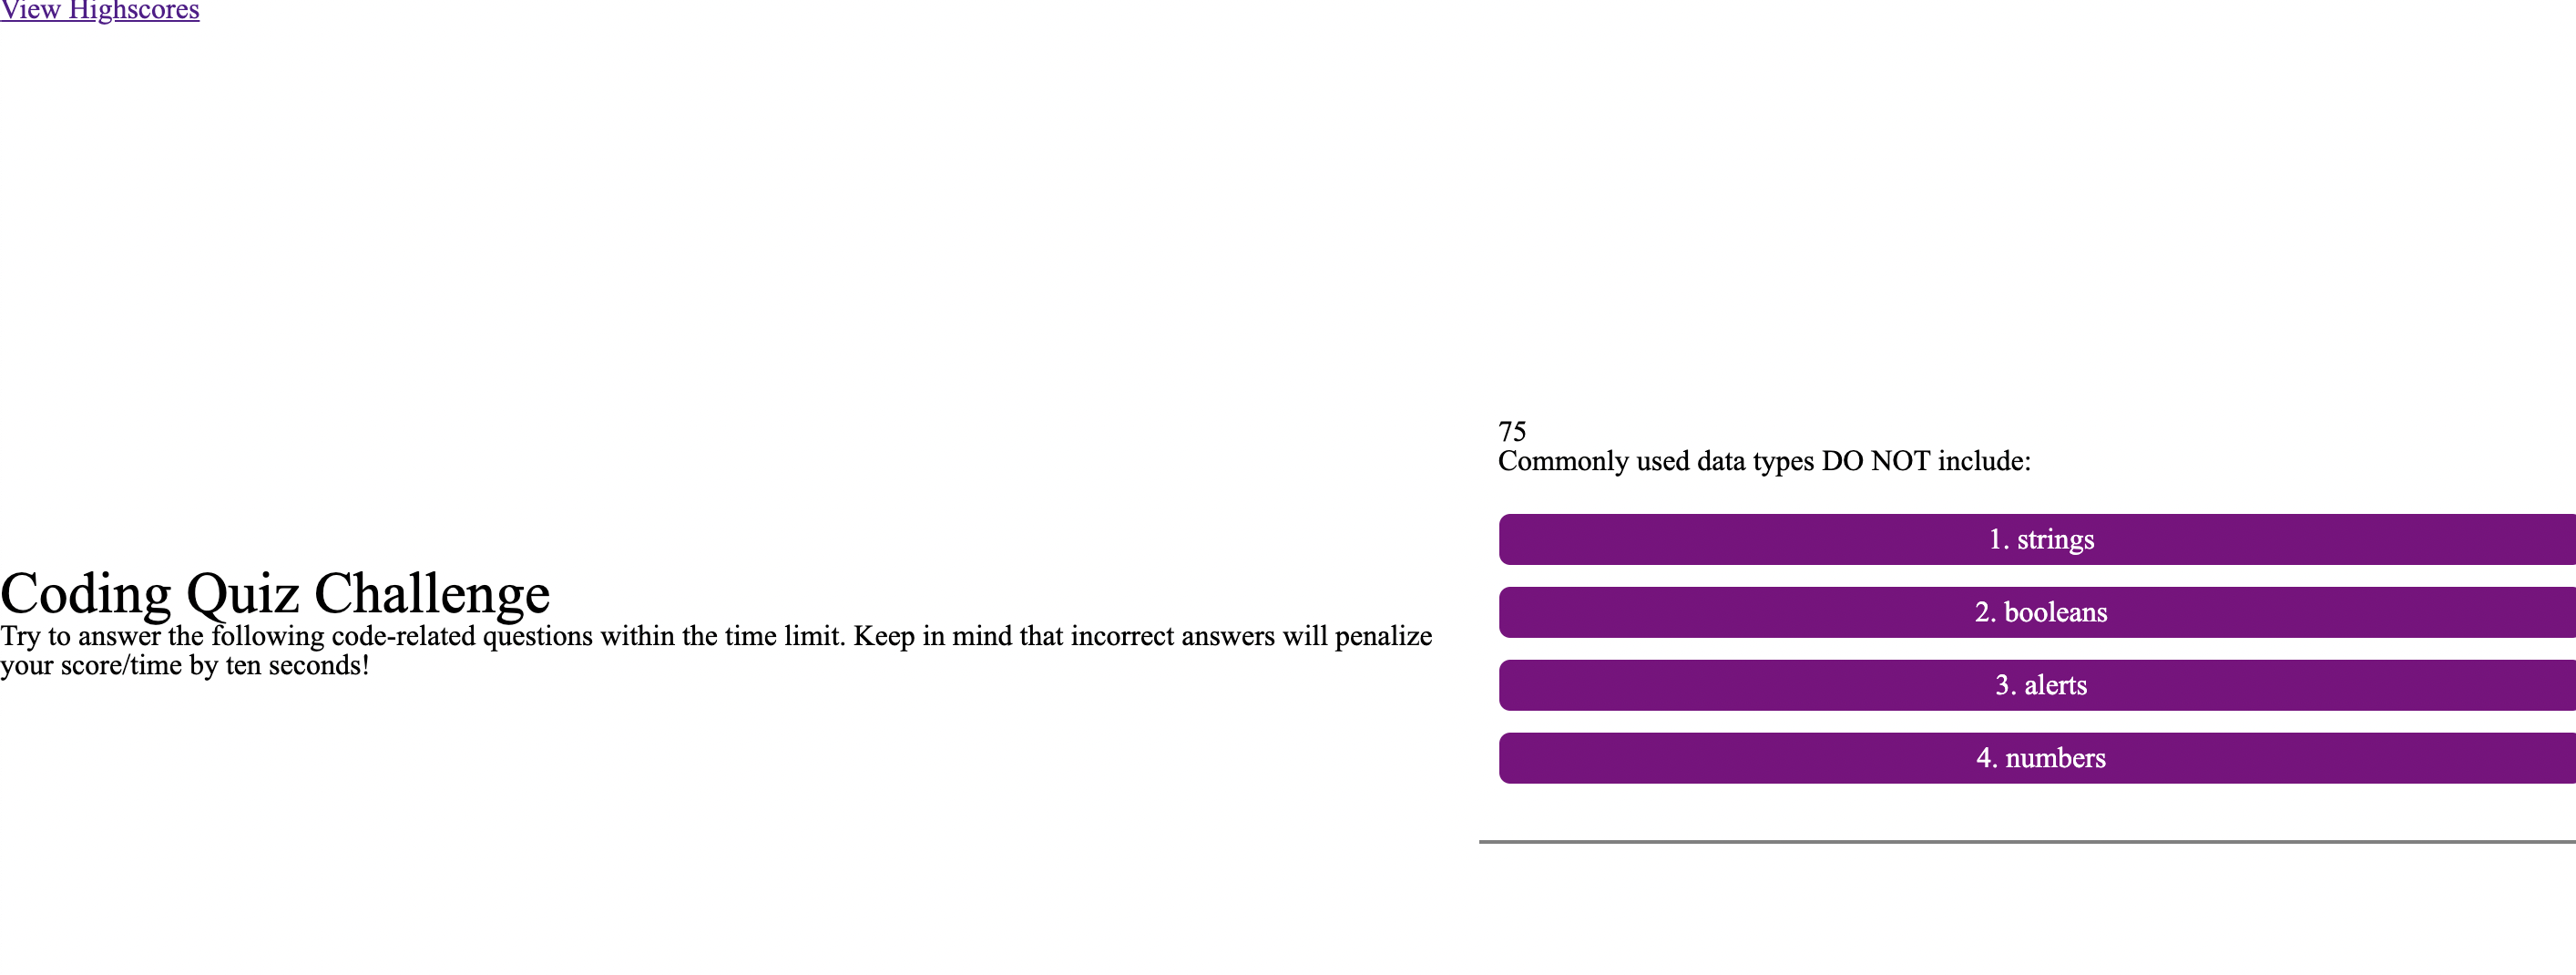 View Highscores
Coding Quiz Challenge
Try to answer the following code-related questions within the time limit. Keep in mind that incorrect answers will penalize
your score/time by ten seconds!
75
Commonly used data types DO NOT include:
1. strings
2. booleans
3. alerts
4. numbers